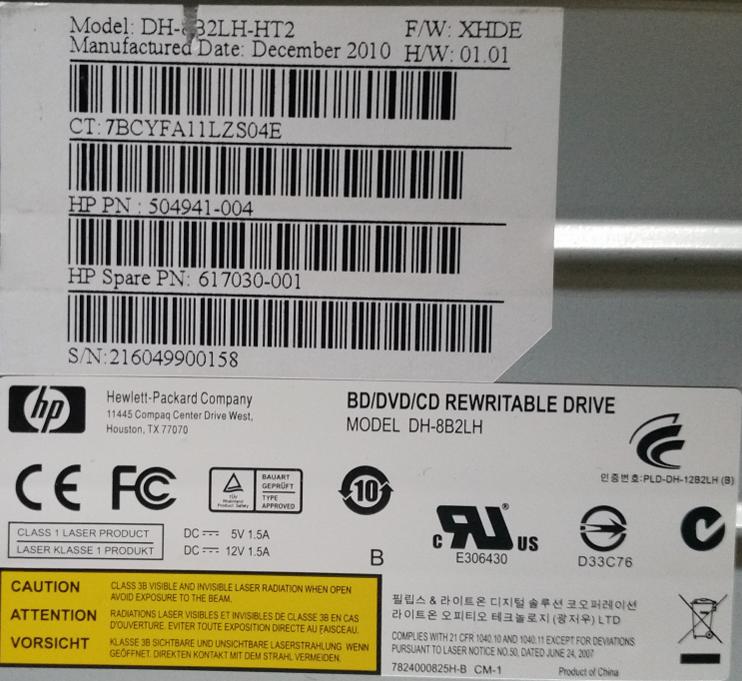 Model: DH-8B2LH-HT2 F/W: XHDE
Manufactured Date: December 2010 H/W: 01.01
CT: 7BCYFA11LZS04E
HP PN : 504941-004
HP Spare PN: 617030-001
S/N:216049900158
hp
Hewlett-Packard Company
11445 Compaq Center Drive West,
Houston, TX 77070
BD/DVD/CD REWRITABLE DRIVE
MODEL DH-8B2LH
인증번호:PLD-DH-12B2LH (B)
CE FC
TÜV
Rheinland
Product Safety
BAUART
GEPRÜFT
TYPE
APPROVED
10
c RU US
E306430
D33C76
CLASS 1 LASER PRODUCT
LASER KLASSE 1 PRODUKT
DC 5V 1.5A
DC 12V 1.5A
B
CAUTION CLASS 3B VISIBLE AND INVISIBLE LASER RADIATION WHEN OPEN
AVOID EXPOSURE TO THE BEAM.
ATTENTION RADIATIONS LASER VISIBLES ET INVISIBLES DE CLASSE 3B EN CAS
D'OUVERTURE. EVITER TOUTE EXPOSITION DIRECTE AU FAISCEAU.
VORSICHT KLASSE 3B SICHTBARE UND UNSICHTBARE LASERSTRAHLUNG WENN
GEÖFFNET. DIREKTEN KONTAKT MIT DEM STRAHL VERMEIDEN.
필립스 & 라이트온 디지털 솔루션 코오퍼레이션
라이트온 오피티오 테크놀로지 (광저우) LTD
COMPLIES WITH 21 CFR 1040.10 AND 1040.11 EXCEPT FOR DEVIATIONS
PURSUANT TO LASER NOTICE NO.50, DATED JUNE 24, 2007
7824000825H-B CM-1 Product of China